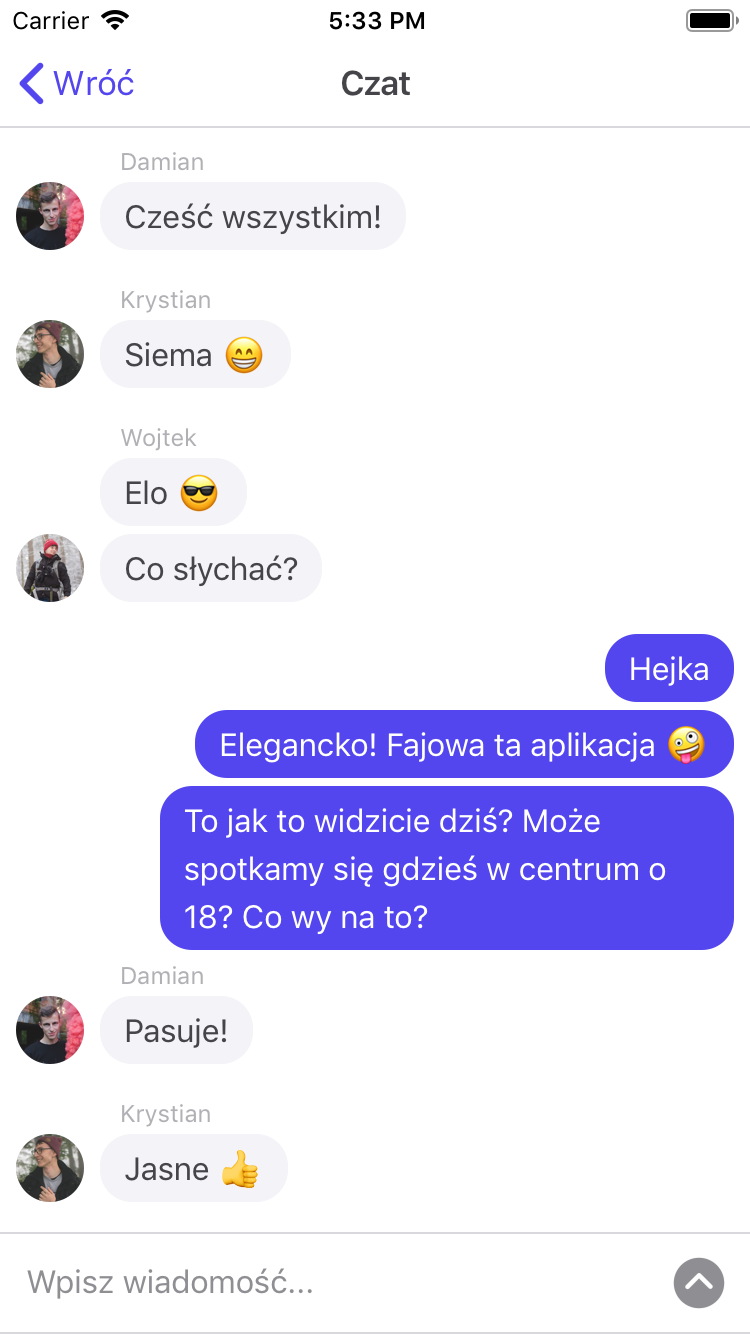 Carrier 5:33 PM
Wróć Czat
Damian
Cześć wszystkim!
Krystian
Siema 😁
Wojtek
Elo 😎
Co słychać?
Hejka
Elegancko! Fajowa ta aplikacja 🤪
To jak to widzicie dziś? Może
spotkamy się gdzieś w centrum o
18? Co wy na to?
Damian
Pasuje!
Krystian
Jasne 👍
Wpisz wiadomość...